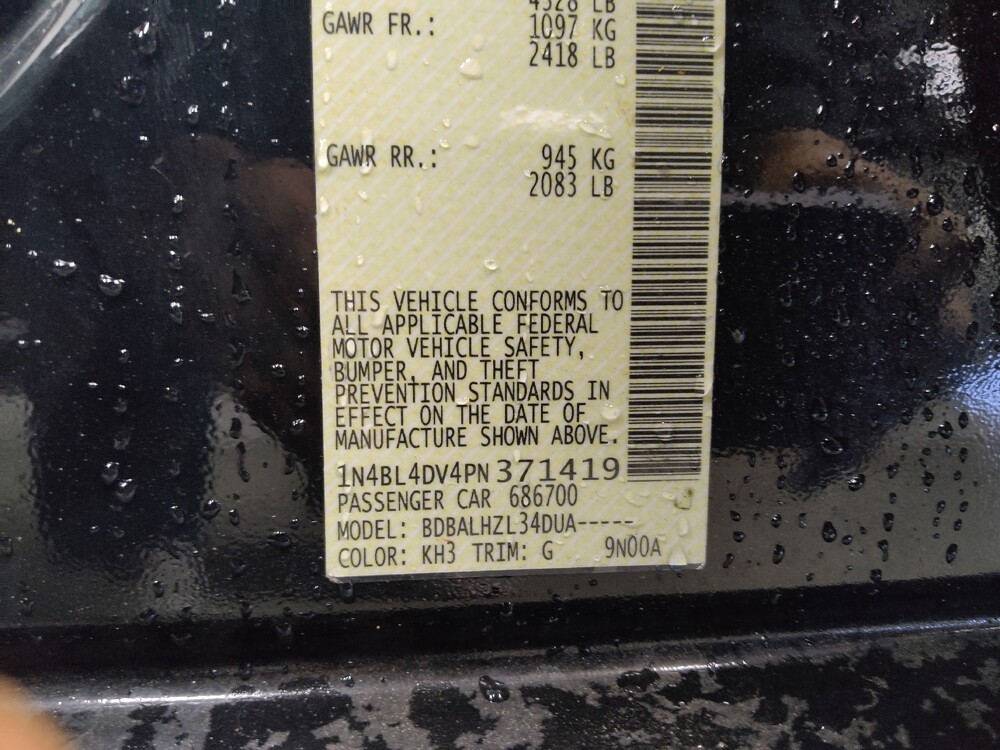 4528 LB
GAWR FR.: 1097 KG
2418 LB
GAWR RR.: 945 KG
2083 LB
THIS VEHICLE CONFORMS TO
ALL APPLICABLE FEDERAL
MOTOR VEHICLE SAFETY,
BUMPER, AND THEFT
PREVENTION STANDARDS IN
EFFECT ON THE DATE OF
MANUFACTURE SHOWN ABOVE.
1N4BL4DV4PN371419
PASSENGER CAR 686700
MODEL: BDBALHZL34DUA-----
COLOR: KH3 TRIM: G 9N00A